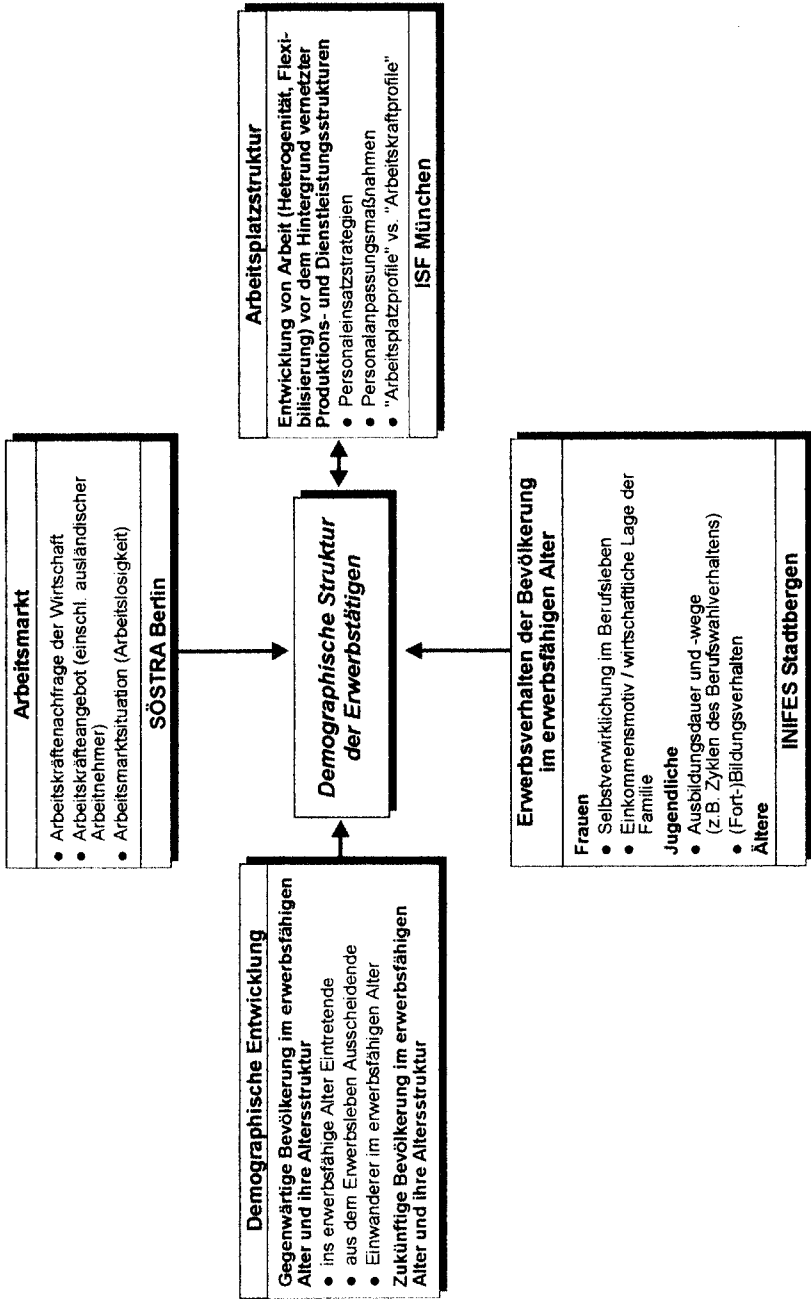 Arbeitsmarkt
● Arbeitskräftenachfrage der Wirtschaft
● Arbeitskräfteangebot (einschl. ausländischer
Arbeitnehmer)
● Arbeitsmarktsituation (Arbeitslosigkeit)
SÖSTRA Berlin
Demographische Entwicklung
Gegenwärtige Bevölkerung im erwerbsfähigen
Alter und ihre Altersstruktur
● ins erwerbsfähige Alter Eintretende
● aus dem Erwerbsleben Ausscheidende
● Einwanderer im erwerbsfähigen Alter
Zukünftige Bevölkerung im erwerbsfähigen
Alter und ihre Altersstruktur
Demographische Struktur
der Erwerbstätigen
Arbeitsplatzstruktur
Entwicklung von Arbeit (Heterogenität, Flexi-
bilisierung) vor dem Hintergrund vernetzter
Produktions- und Dienstleistungsstrukturen
● Personaleinsatzstrategien
● Personalanpassungsmaßnahmen
● "Arbeitsplatzprofile" vs. "Arbeitskraftprofile"
ISF München
Erwerbsverhalten der Bevölkerung
im erwerbsfähigen Alter
Frauen
● Selbstverwirklichung im Berufsleben
● Einkommensmotiv / wirtschaftliche Lage der
Familie
Jugendliche
● Ausbildungsdauer und -wege
(z.B. Zyklen des Berufswahlverhaltens)
● (Fort-)Bildungsverhalten
Ältere
INIFES Stadtbergen